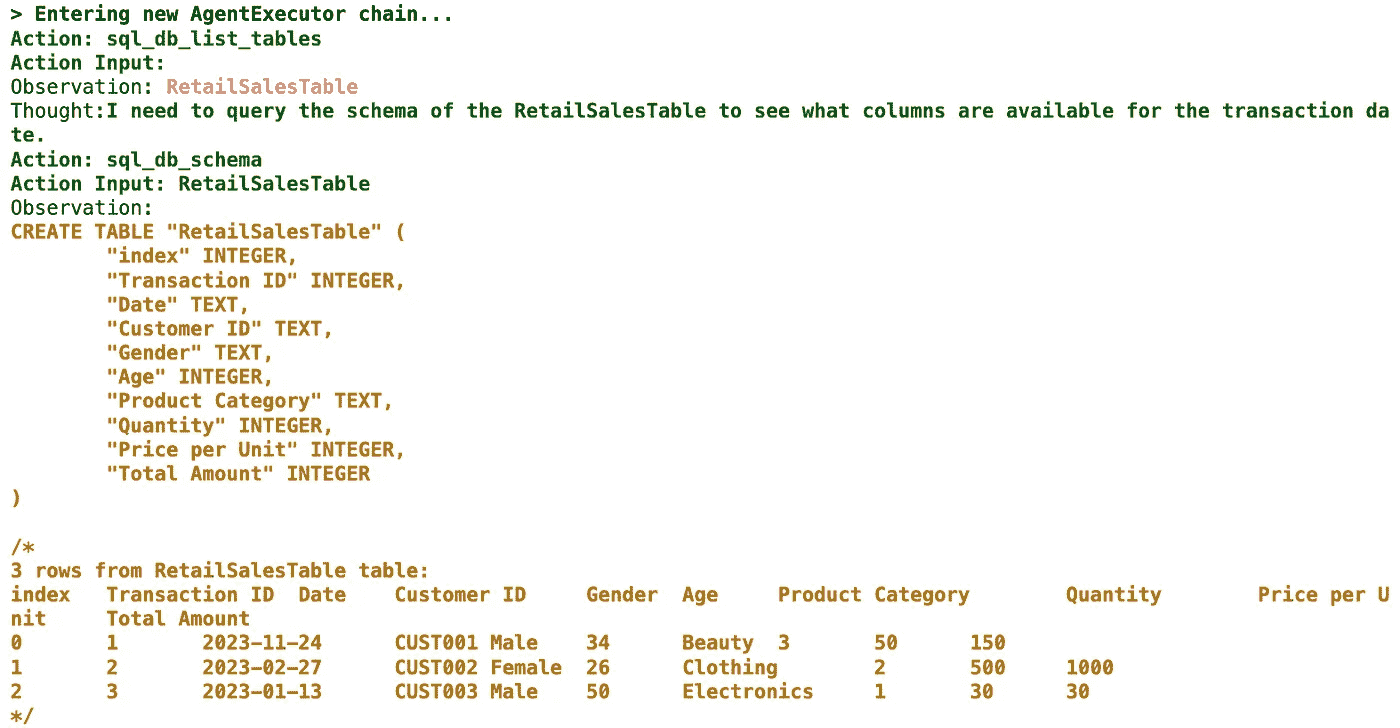 > Entering new AgentExecutor chain...
Action: sql_db_list_tables
Action Input:
Observation: RetailSalesTable
Thought:I need to query the schema of the RetailSalesTable to see what columns are available for the transaction da
te.
Action: sql_db_schema
Action Input: RetailSalesTable
Observation:
CREATE TABLE "RetailSalesTable" (
        "index" INTEGER,
        "Transaction ID" INTEGER,
        "Date" TEXT,
        "Customer ID" TEXT,
        "Gender" TEXT,
        "Age" INTEGER,
        "Product Category" TEXT,
        "Quantity" INTEGER,
        "Price per Unit" INTEGER,
        "Total Amount" INTEGER
)
/*
3 rows from RetailSalesTable table:
index   Transaction ID  Date    Customer ID     Gender  Age     Product Category        Quantity        Price per U
nit     Total Amount
0       1       2023-11-24      CUST001 Male    34      Beauty  3       50      150
1       2       2023-02-27      CUST002 Female  26      Clothing        2       500     1000
2       3       2023-01-13      CUST003 Male    50      Electronics     1       30      30
*/